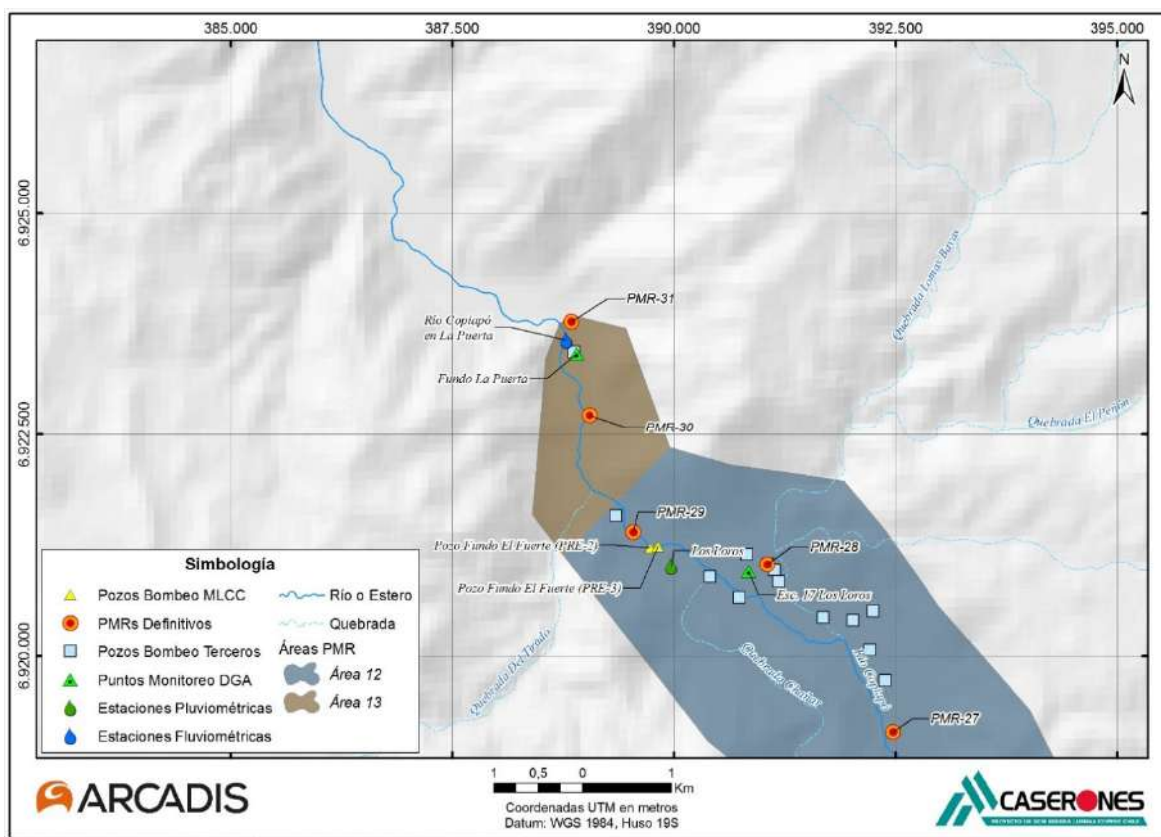 385.000
387.500
390.000
392.500
395.000
N
6.925.000
6.922.500
6.920.000
PMR-31
Río Copiapó
en La Puerta
Fundo La Puerta
PMR-30
Quebrada Lomas Bayas
Quebrada El Peñón
PMR-29
Pozo Fundo El Fuerte (PRE-2)
Los Loros
PMR-28
Pozo Fundo El Fuerte (PRE-3)
Esc. 17 Los Loros
Quebrada Del Tirado
Quebrada Chañar
Río Copiapó
PMR-27
Simbología
Pozos Bombeo MLCC
PMRs Definitivos
Pozos Bombeo Terceros
Puntos Monitoreo DGA
Estaciones Pluviométricas
Estaciones Fluviométricas
Río o Estero
Quebrada
Áreas PMR
Área 12
Área 13
1 0,5 0 1
Km
Coordenadas UTM en metros
Datum: WGS 1984, Huso 19S
ARCADIS
CASERONES